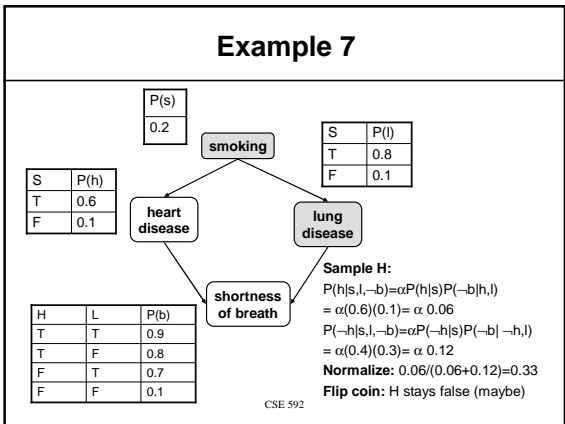 Example 7
P(s)
0.2
smoking
S P(l)
T 0.8
F 0.1
S P(h)
T 0.6
F 0.1
heart
disease
lung
disease
shortness
of breath
H L P(b)
T T 0.9
T F 0.8
F T 0.7
F F 0.1
Sample H:
P(h|s,l,¬b)=αP(h|s)P(¬b|h,l)
= α(0.6)(0.1)= α 0.06
P(¬h|s,l,¬b)=αP(¬h|s)P(¬b| ¬h,l)
= α(0.4)(0.3)= α 0.12
Normalize: 0.06/(0.06+0.12)=0.33
Flip coin: H stays false (maybe)
CSE 592